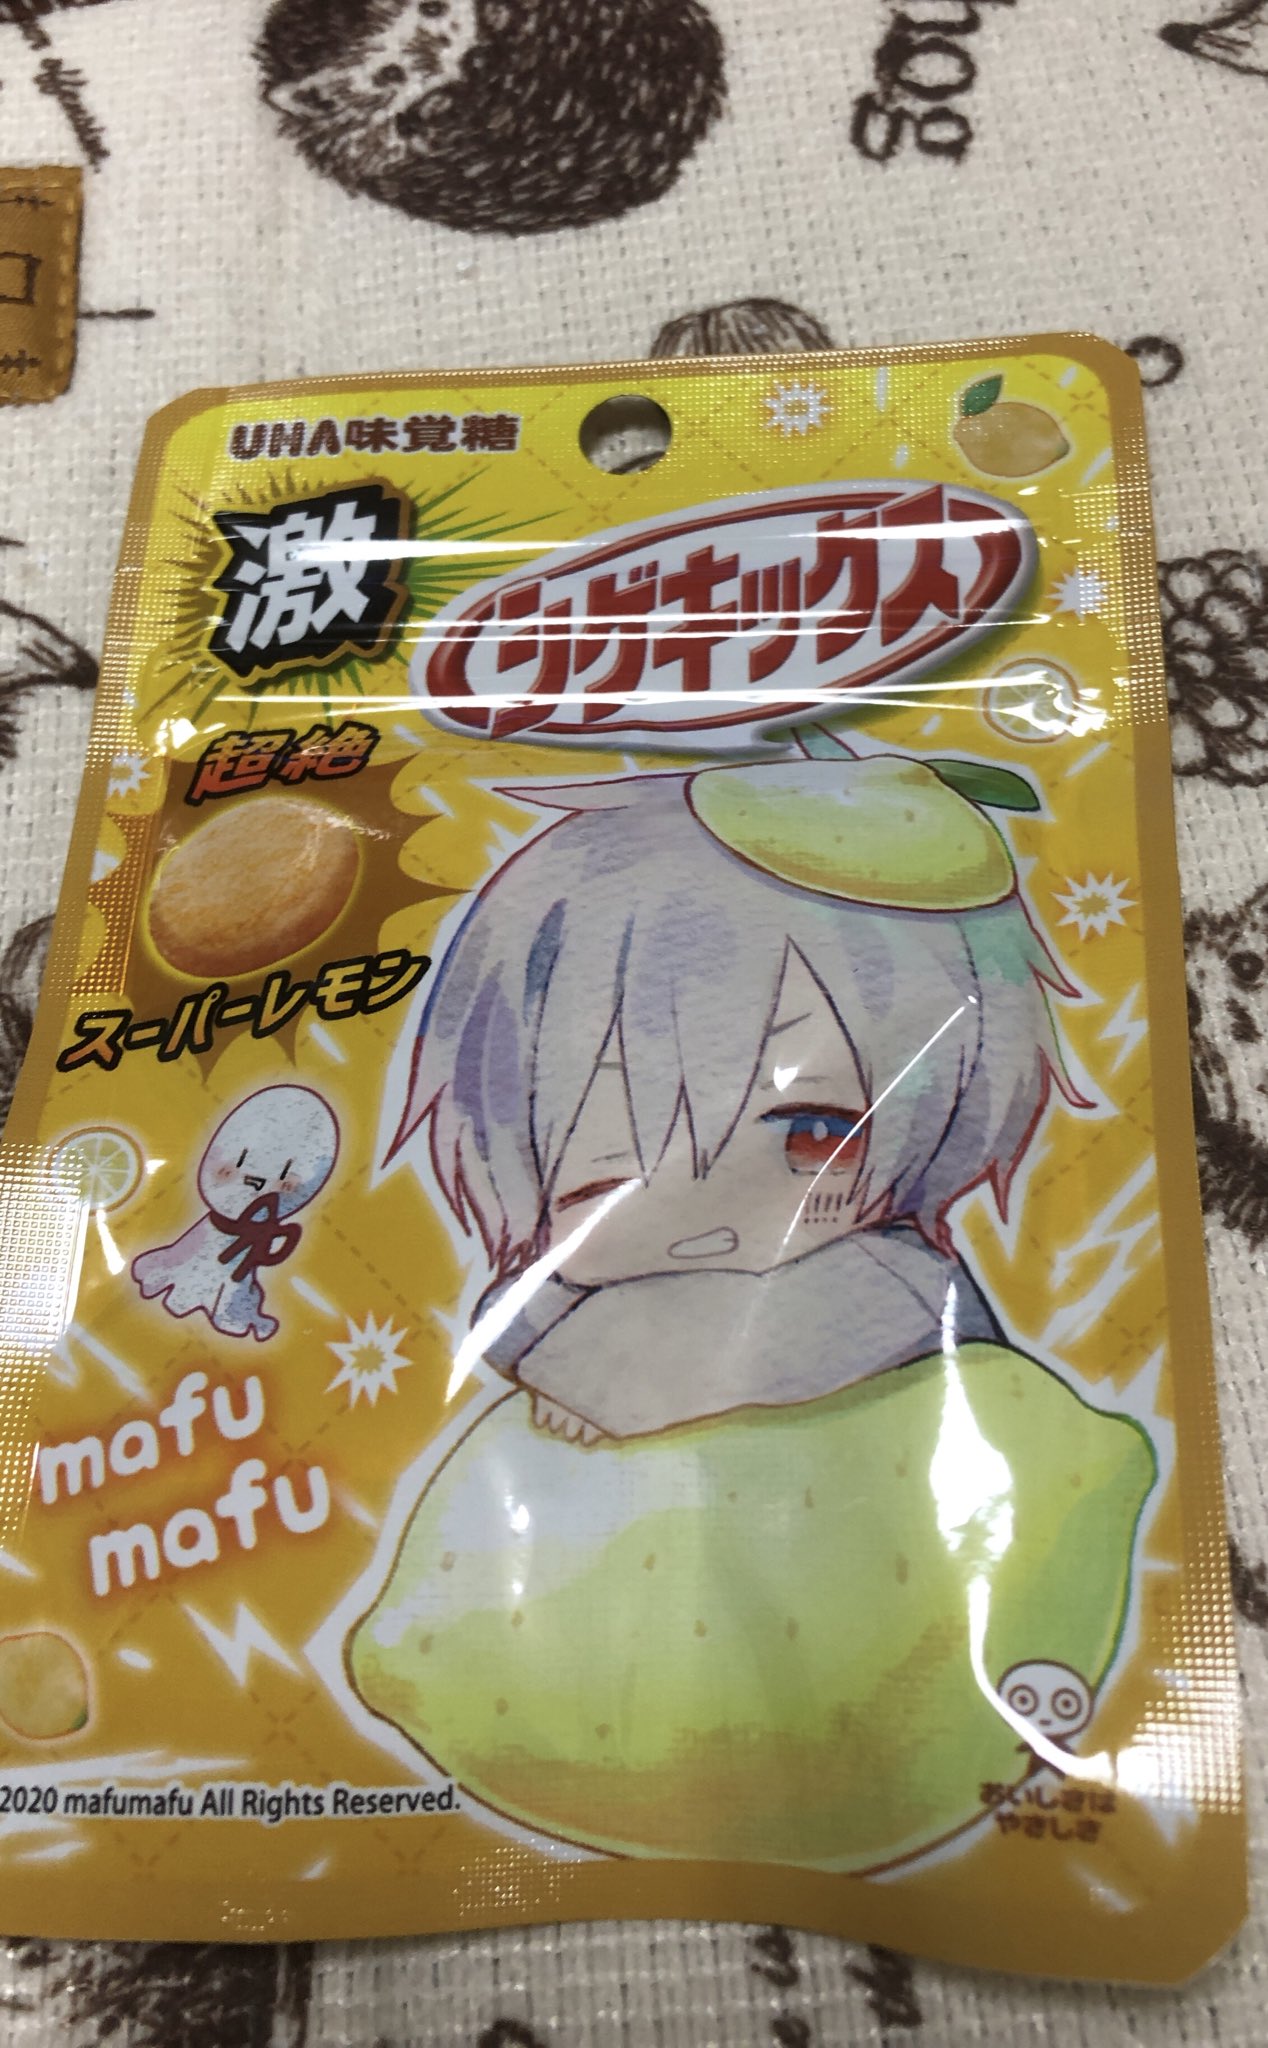 hog
UHA味覚糖
激
シゲキックス
超絶
スーパーレモン
mafu
mafu
2020 mafumafu All Rights Reserved.
おいしさは
やさしさ